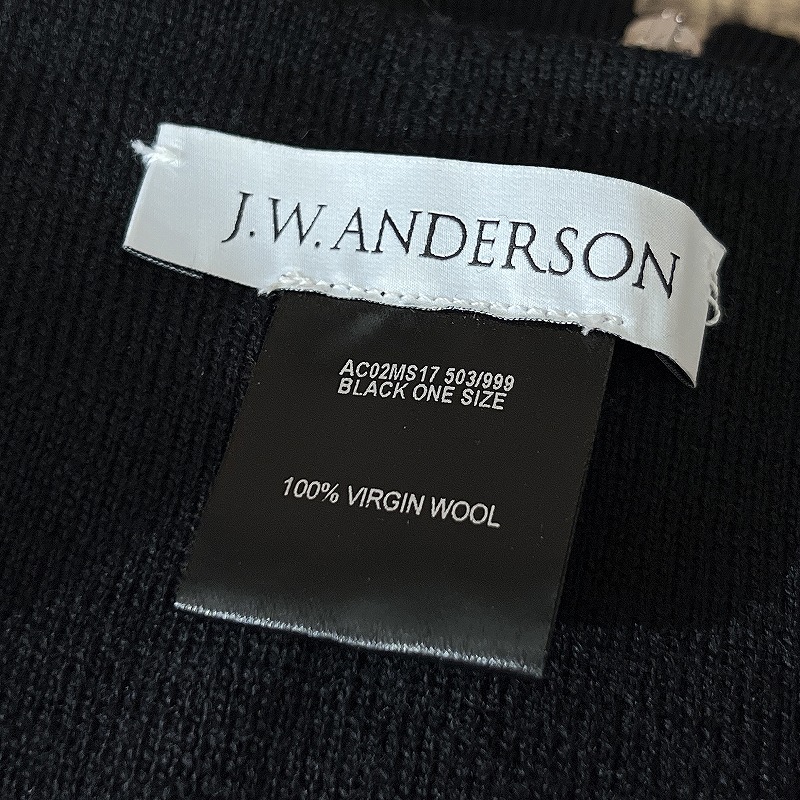 J.W.ANDERSON
AC02MS17 503/999
BLACK ONE SIZE
100% VIRGIN WOOL